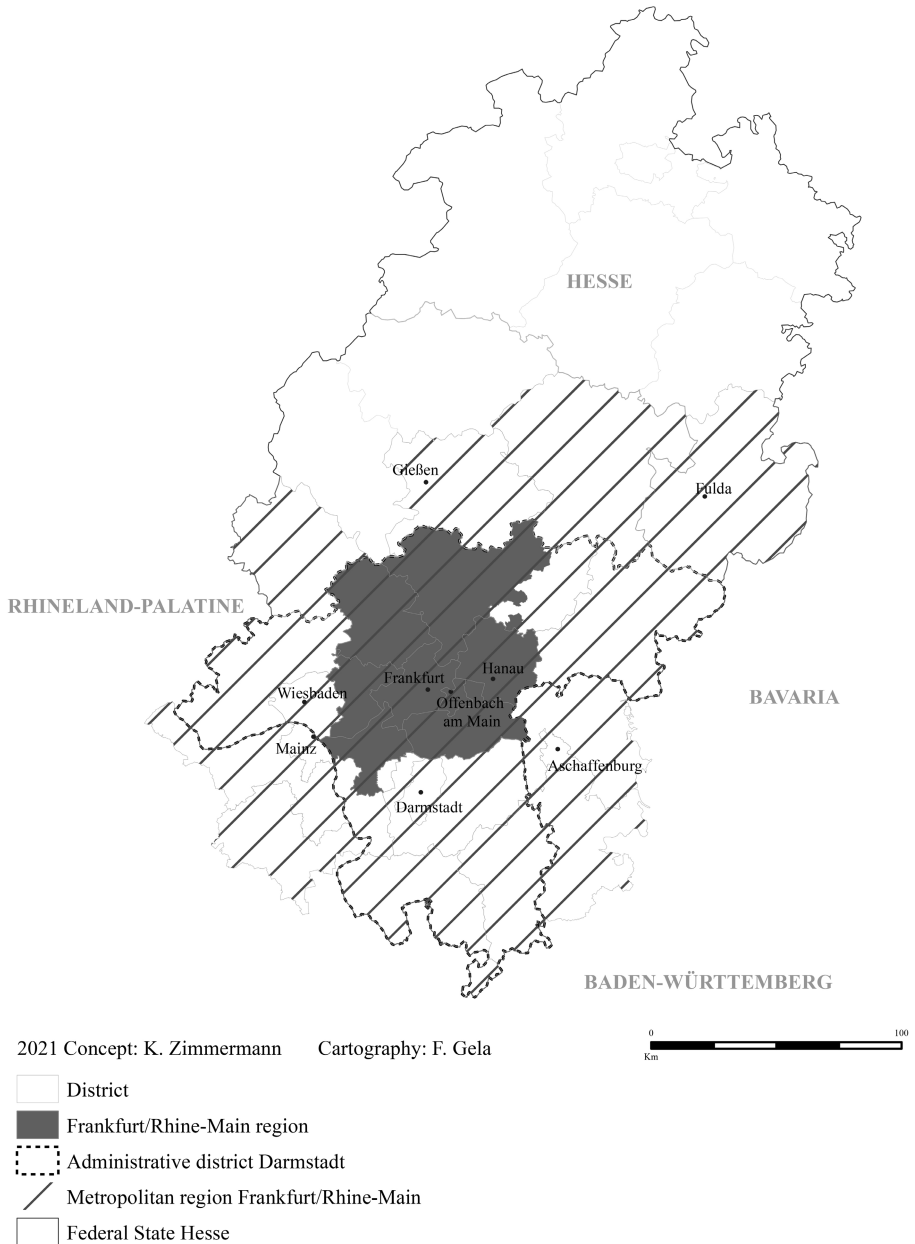 HESSE
Gießen
Fulda
RHINELAND-PALATINE
Hanau
Frankfurt
Wiesbaden
Offenbach
am Main
BAVARIA
Mainz
Aschaffenburg
Darmstadt
BADEN-WÜRTTEMBERG
0 100
Km
2021 Concept: K. Zimmermann Cartography: F. Gela
District
Frankfurt/Rhine-Main region
Administrative district Darmstadt
Metropolitan region Frankfurt/Rhine-Main
Federal State Hesse